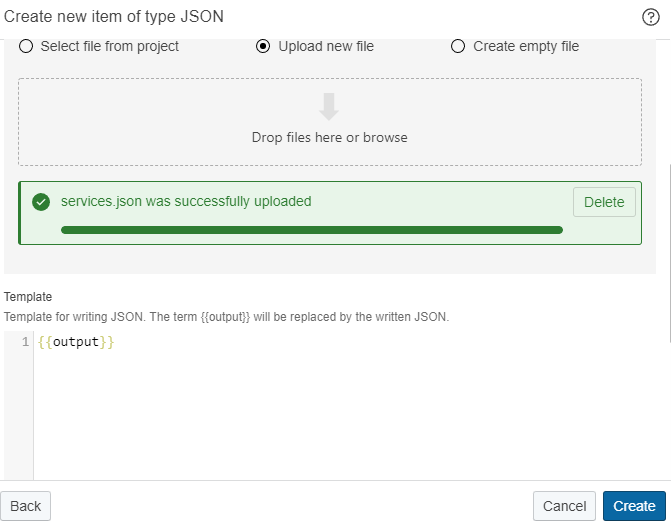 Create new item of type JSON
Select file from project
Upload new file
Create empty file
Drop files here or browse
services.json was successfully uploaded
Delete
Template
Template for writing JSON. The term {{output}} will be replaced by the written JSON.
1 {{output}}
Back
Cancel
Create